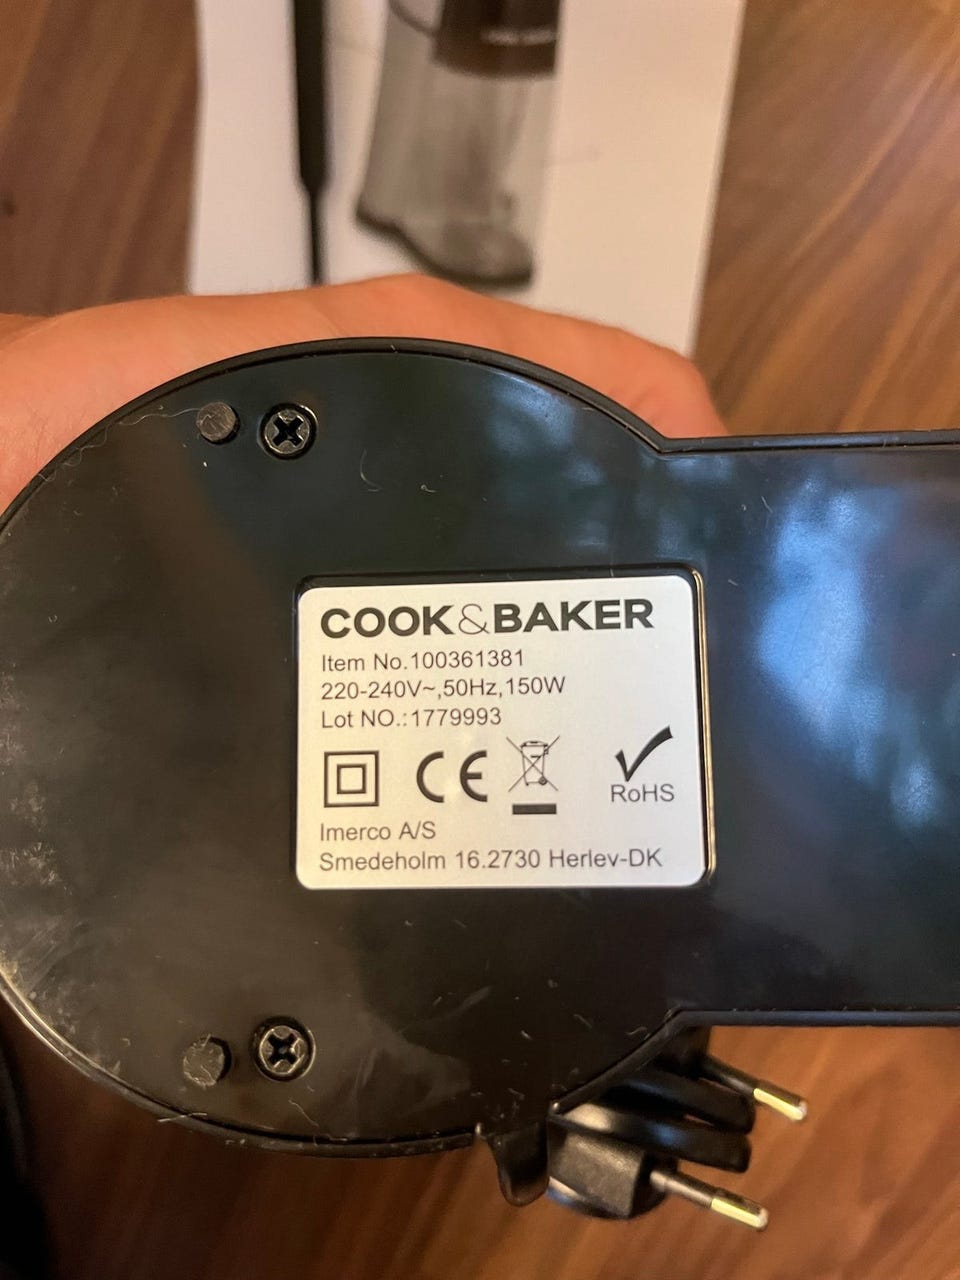 COOK&BAKER
Item No.100361381
220-240V~,50Hz,150W
Lot NO.:1779993
CE
RoHS
Imerco A/S
Smedeholm 16.2730 Herlev-DK